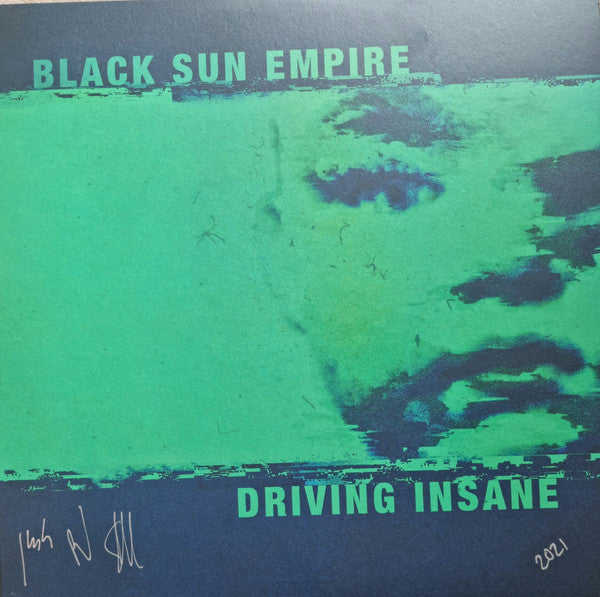 BLACK SUN EMPIRE
DRIVING INSANE
2021